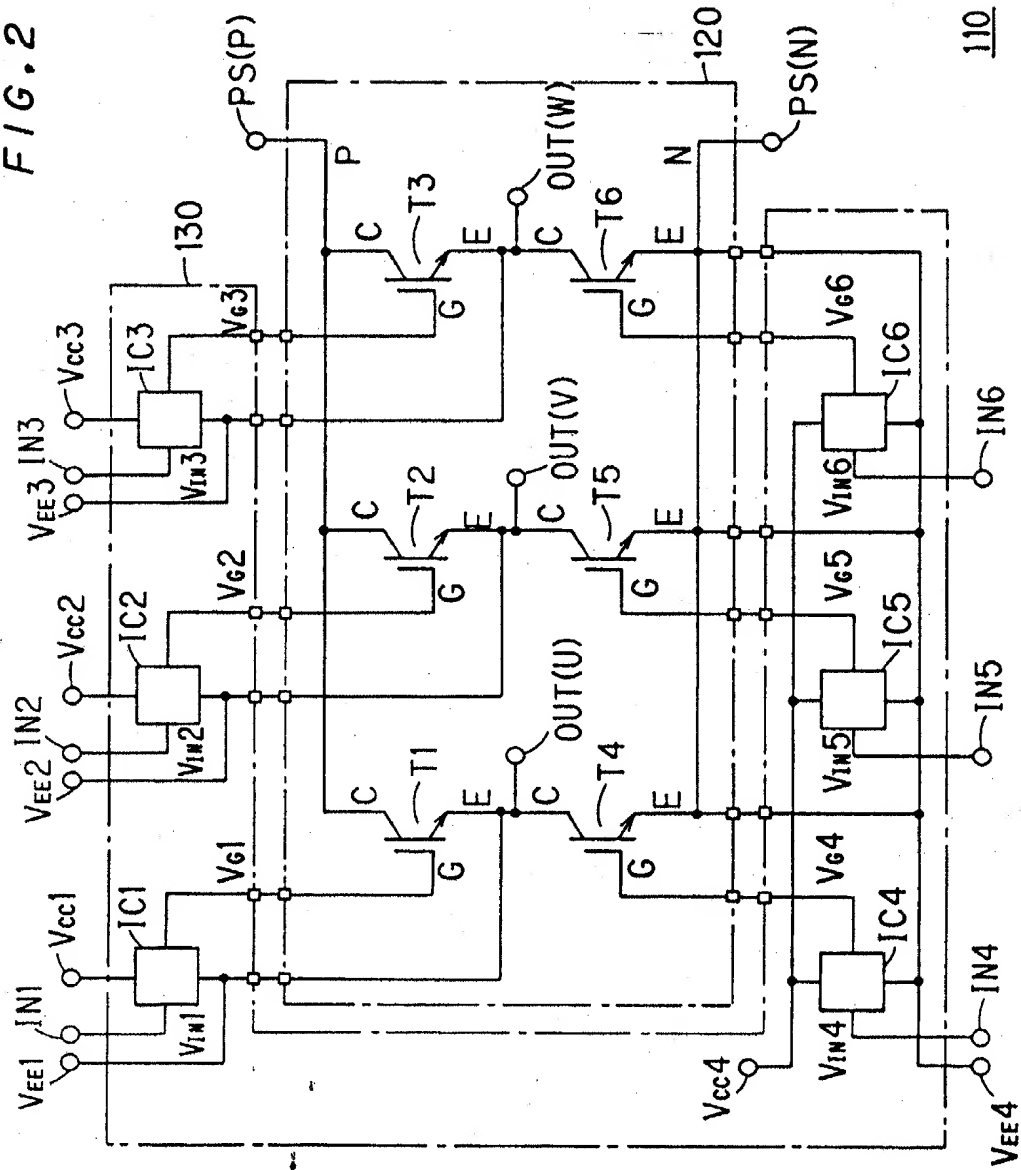 FIG.2
PS(P)
130
VCC3
IN3
VEE3
IC3
VIN3
VG3
VCC2
IN2
VEE2
IC2
VIN2
VG2
VCC1
IN1
VEE1
IC1
VIN1
VG1
P
C
T3
G
E
C
T2
G
E
C
T1
G
E
OUT(W)
OUT(V)
OUT(U)
C
T6
G
E
C
T5
G
E
C
T4
G
E
N
120
PS(N)
110
VG6
IC6
VIN6
IN6
VG5
IC5
VIN5
IN5
VG4
IC4
VIN4
IN4
VCC4
VEE4